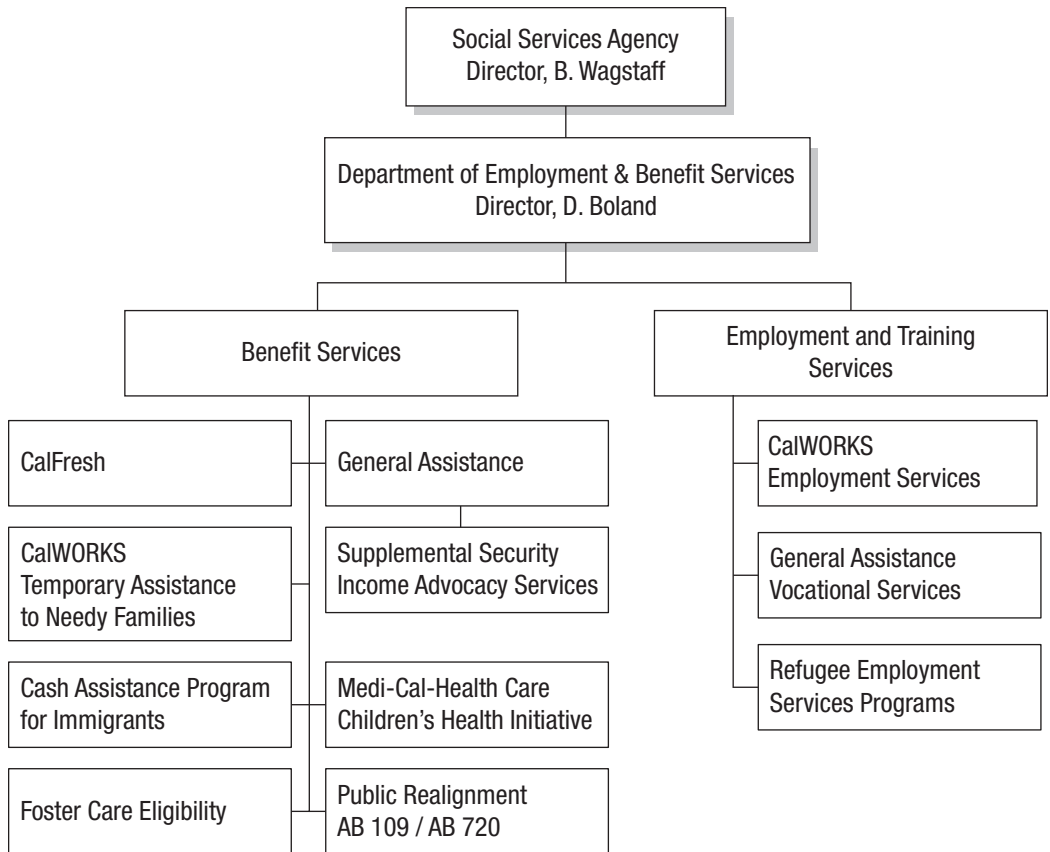 Social Services Agency
Director, B. Wagstaff
Department of Employment & Benefit Services
Director, D. Boland
Benefit Services
Employment and Training
Services
CalFresh
General Assistance
CalWORKS
Temporary Assistance
to Needy Families
Supplemental Security
Income Advocacy Services
Cash Assistance Program
for Immigrants
Medi-Cal-Health Care
Children’s Health Initiative
Foster Care Eligibility
Public Realignment
AB 109 / AB 720
CalWORKS
Employment Services
General Assistance
Vocational Services
Refugee Employment
Services Programs